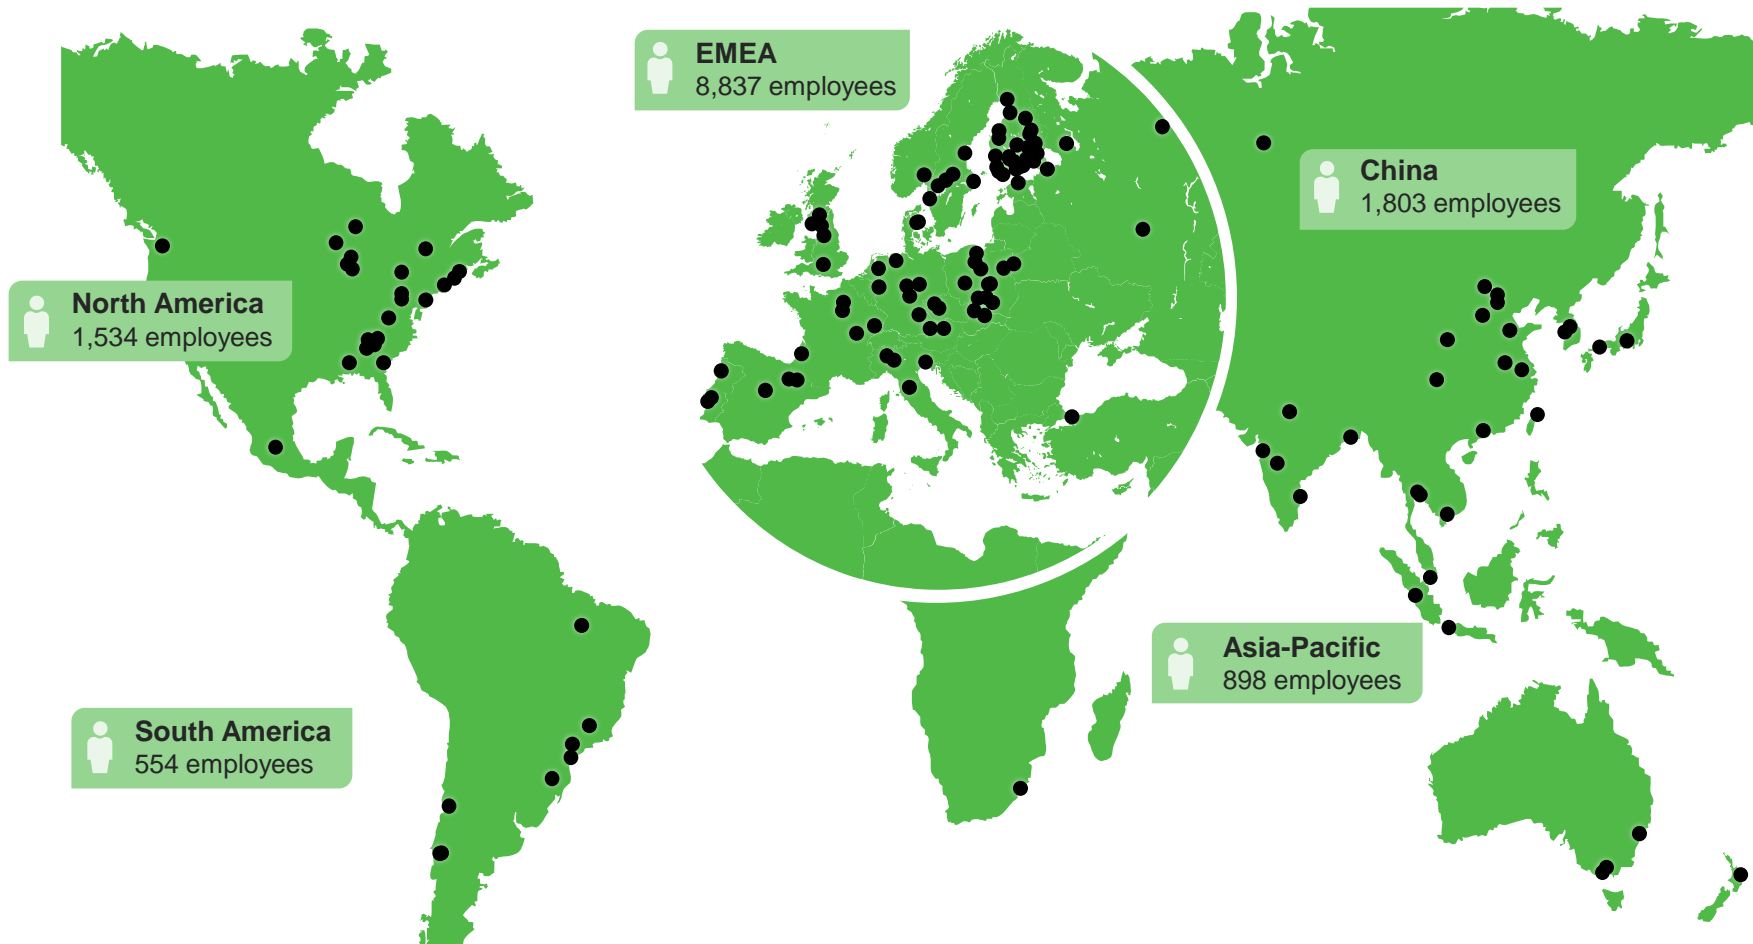 EMEA
8,837 employees
China
1,803 employees
North America
1,534 employees
Asia-Pacific
898 employees
South America
554 employees